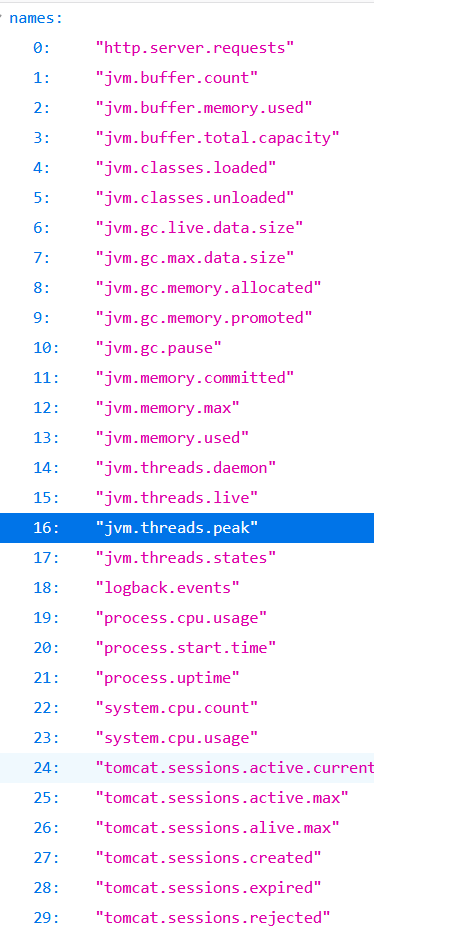 names:
0: "http.server.requests"
1: "jvm.buffer.count"
2: "jvm.buffer.memory.used"
3: "jvm.buffer.total.capacity"
4: "jvm.classes.loaded"
5: "jvm.classes.unloaded"
6: "jvm.gc.live.data.size"
7: "jvm.gc.max.data.size"
8: "jvm.gc.memory.allocated"
9: "jvm.gc.memory.promoted"
10: "jvm.gc.pause"
11: "jvm.memory.committed"
12: "jvm.memory.max"
13: "jvm.memory.used"
14: "jvm.threads.daemon"
15: "jvm.threads.live"
16: "jvm.threads.peak"
17: "jvm.threads.states"
18: "logback.events"
19: "process.cpu.usage"
20: "process.start.time"
21: "process.uptime"
22: "system.cpu.count"
23: "system.cpu.usage"
24: "tomcat.sessions.active.current
25: "tomcat.sessions.active.max"
26: "tomcat.sessions.alive.max"
27: "tomcat.sessions.created"
28: "tomcat.sessions.expired"
29: "tomcat.sessions.rejected"